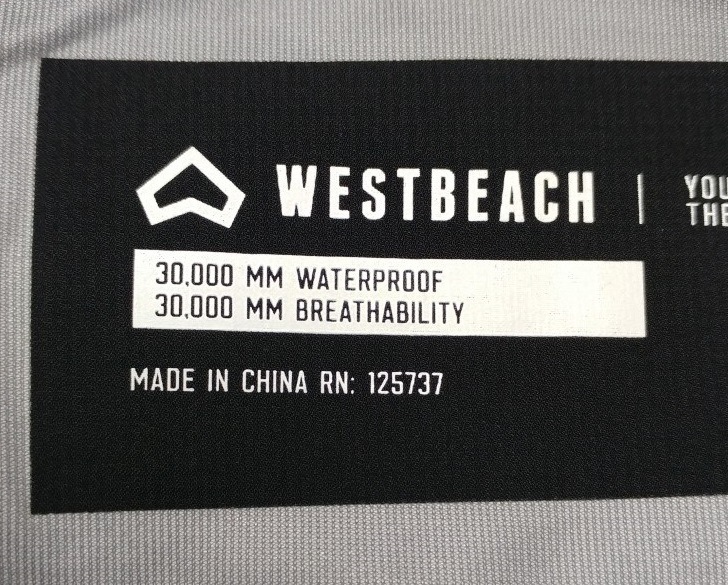 WESTBEACH |
30,000 MM WATERPROOF
30,000 MM BREATHABILITY
MADE IN CHINA RN: 125737